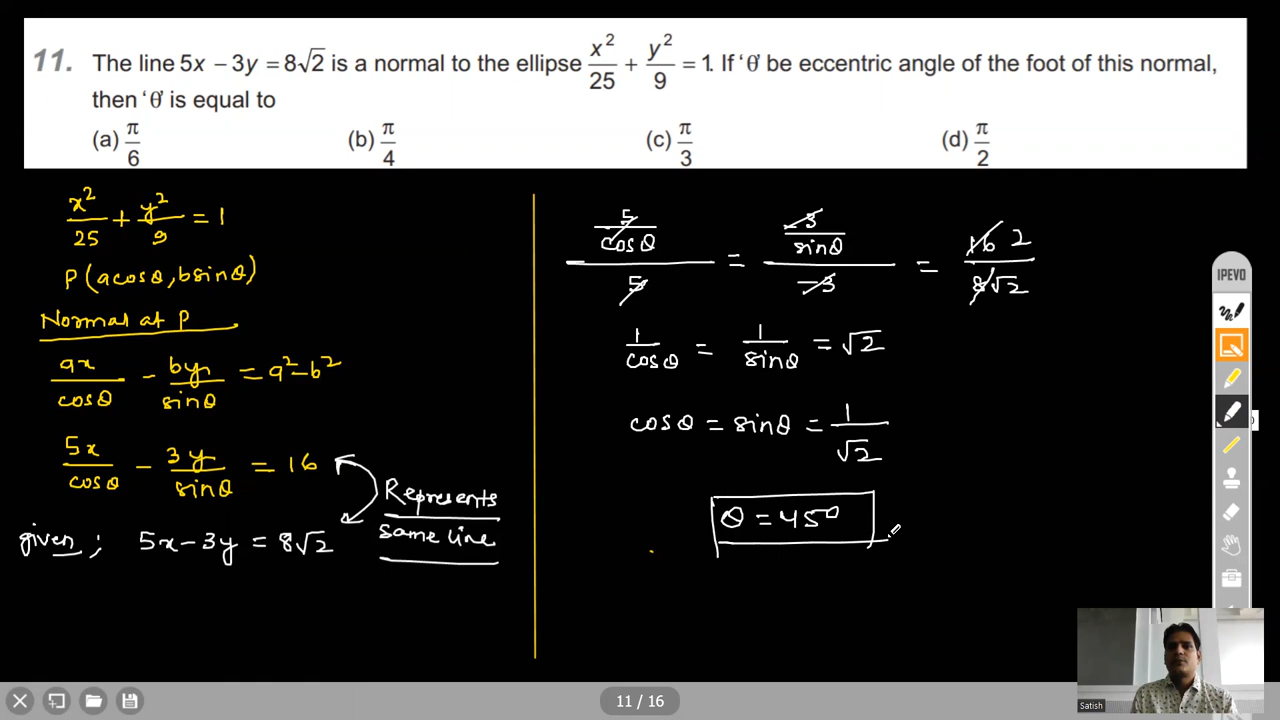 11. The line 5x – 3y = 8√2 is a normal to the ellipse x²/25 + y²/9 = 1. If 'θ' be eccentric angle of the foot of this normal,
then 'θ' is equal to
(a) π/6 (b) π/4 (c) π/3 (d) π/2
x²/25 + y²/9 = 1
P(acosθ, bsinθ)
Normal at P
ax/cosθ - by/sinθ = a²-b²
5x/cosθ - 3y/sinθ = 16
given; 5x-3y = 8√2
Represents
same line
5/cosθ/5 = -3/sinθ/-3 = 16 2/8√2
1/cosθ = 1/sinθ = √2
cosθ = sinθ = 1/√2
θ = 45°
IPEVO
Satish
11 / 16